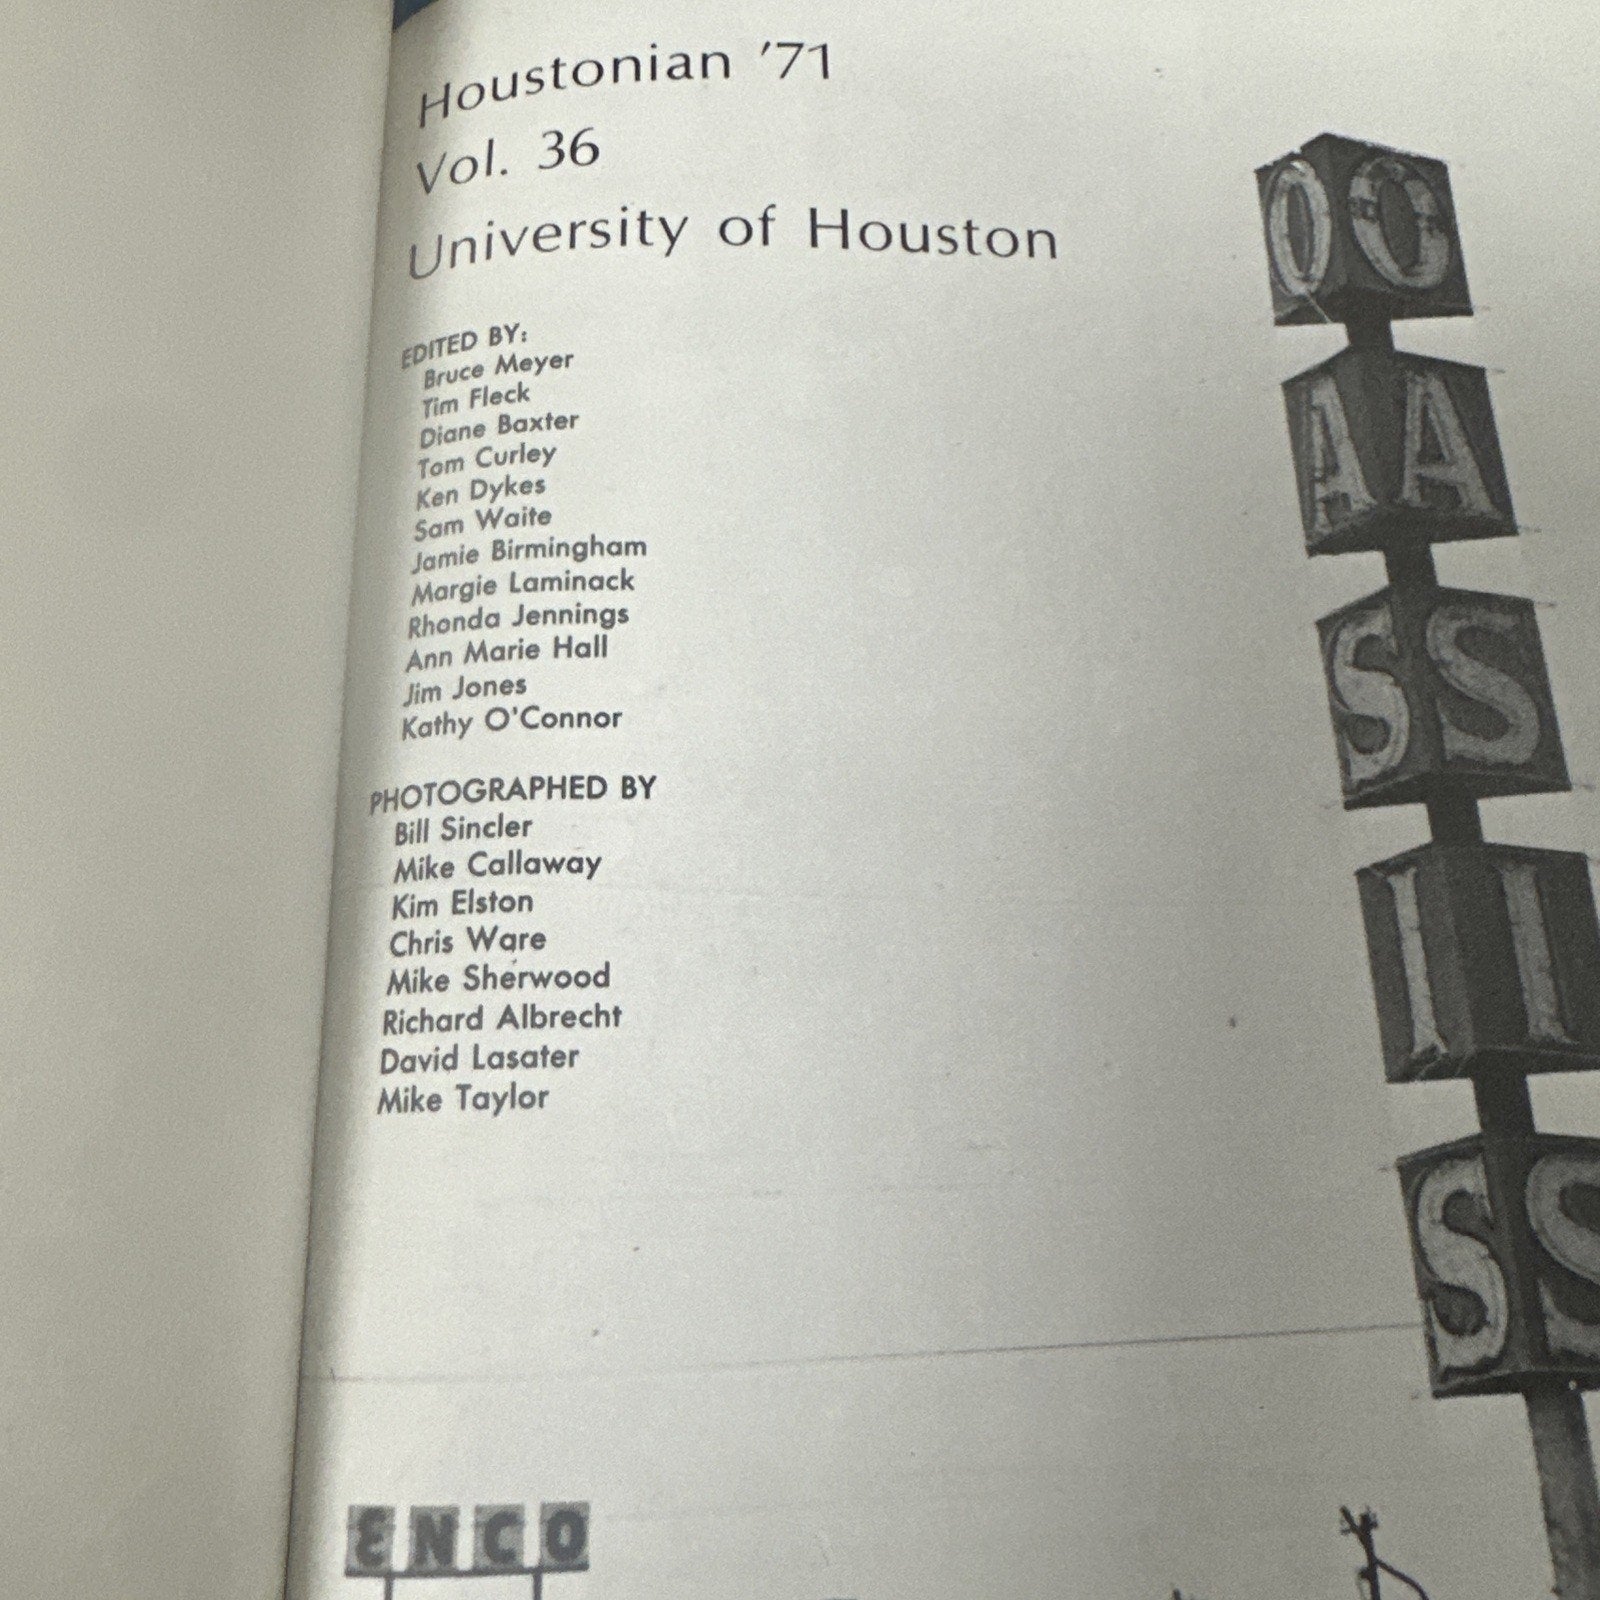 Houstonian '71
Vol. 36
University of Houston
EDITED BY:
Bruce Meyer
Tim Fleck
Diane Baxter
Tom Curley
Ken Dykes
Sam Waite
Jamie Birmingham
Margie Laminack
Rhonda Jennings
Ann Marie Hall
Jim Jones
Kathy O'Connor
PHOTOGRAPHED BY
Bill Sincler
Mike Callaway
Kim Elston
Chris Ware
Mike Sherwood
Richard Albrecht
David Lasater
Mike Taylor
O O
A A
S S
I I
S S
ENCO